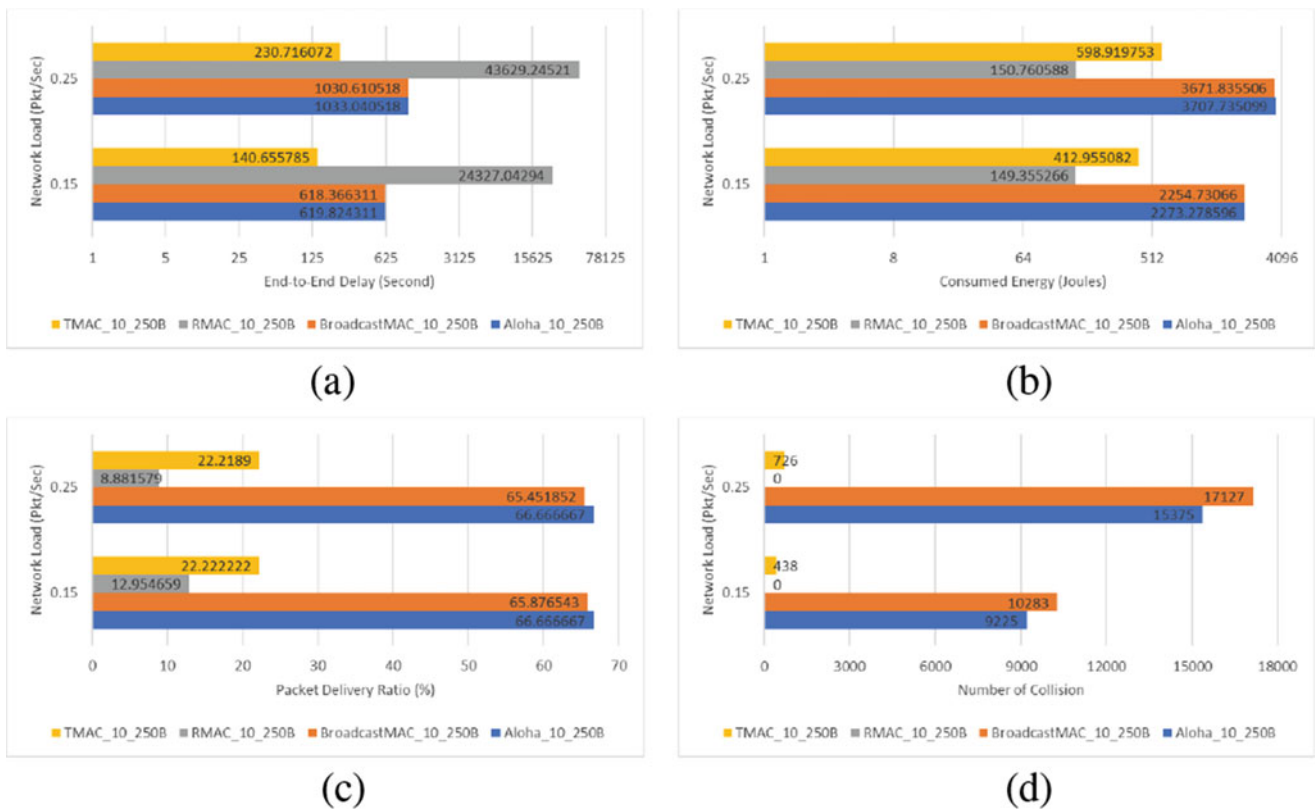 Network Load (Pkt/Sec)
0.25
230.716072
43629.24521
1030.610518
1033.040518
0.15
140.655785
24327.04294
618.366311
619.824311
1 5 25 125 625 3125 15625 78125
End-to-End Delay (Second)
TMAC_10_250B RMAC_10_250B BroadcastMAC_10_250B Aloha_10_250B
(a)
Network Load (Pkt/Sec)
0.25
598.919753
150.760588
3671.835506
3707.735099
0.15
412.955082
149.355266
2254.73066
2273.278596
1 8 64 512 4096
Consumed Energy (Joules)
TMAC_10_250B RMAC_10_250B BroadcastMAC_10_250B Aloha_10_250B
(b)
Network Load (Pkt/Sec)
0.25
22.2189
8.881579
65.451852
66.666667
0.15
22.222222
12.954659
65.876543
66.666667
0 10 20 30 40 50 60 70
Packet Delivery Ratio (%)
TMAC_10_250B RMAC_10_250B BroadcastMAC_10_250B Aloha_10_250B
(c)
Network Load (Pkt/Sec)
0.25
726
0
17127
15375
0.15
438
0
10283
9225
0 3000 6000 9000 12000 15000 18000
Number of Collision
TMAC_10_250B RMAC_10_250B BroadcastMAC_10_250B Aloha_10_250B
(d)